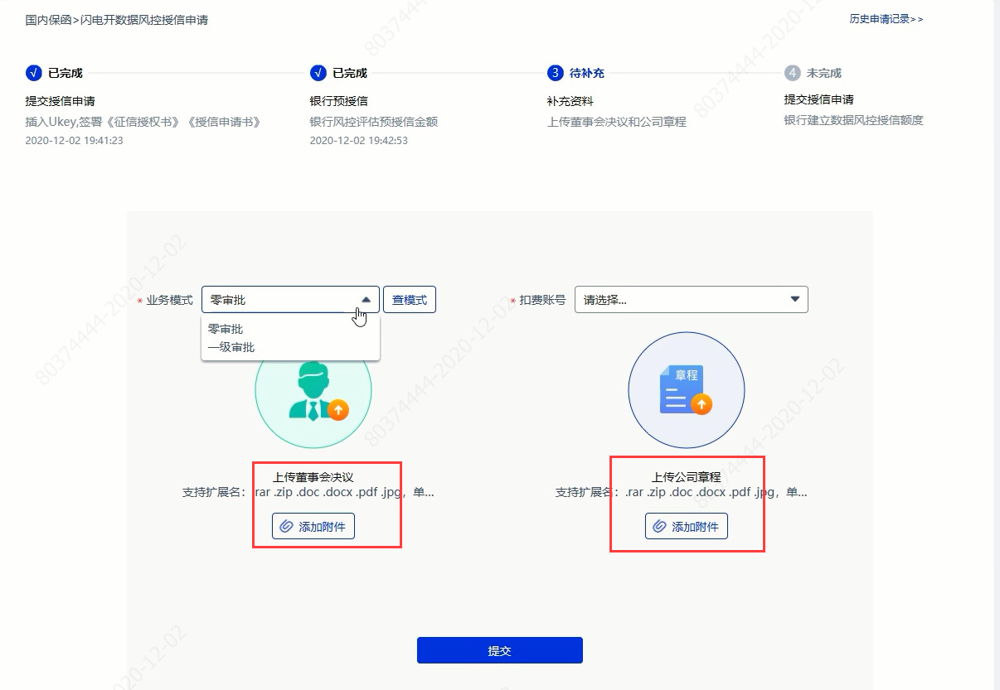 国内保函>闪电开数据风控授信申请
历史申请记录>>
√ 已完成
√ 已完成
3 待补充
4 未完成
提交授信申请
银行预授信
补充资料
提交授信申请
插入Ukey,签署《征信授权书》《授信申请书》
银行风控评估预授信金额
上传董事会决议和公司章程
银行建立数据风控授信额度
2020-12-02 19:41:23
2020-12-02 19:42:53
* 业务模式 零审批 查模式
* 扣费账号 请选择...
零审批
一级审批
章程
上传董事会决议
支持扩展名：.rar .zip .doc .docx .pdf .jpg，单...
添加附件
上传公司章程
支持扩展名：.rar .zip .doc .docx .pdf .jpg，单...
添加附件
提交
80374444-2020-12-02